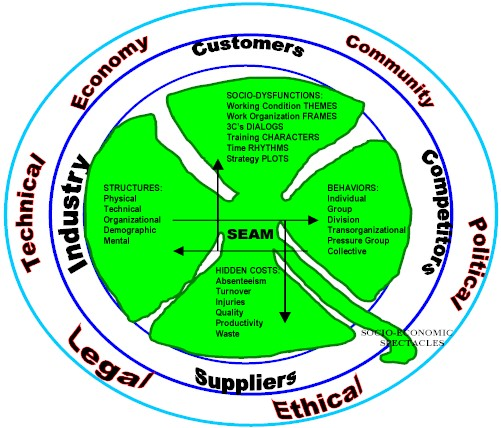 Economy
Customers
Community
SOCIO-DYSFUNCTIONS:
Working Condition THEMES
Work Organization FRAMES
3C's DIALOGS
Training CHARACTERS
Time RHYTHMS
Strategy PLOTS
Technical
Industry
STRUCTURES:
Physical
Technical
Organizational
Demographic
Mental
BEHAVIORS:
Individual
Group
Division
Transorganizational
Pressure Group
Collective
Competitors
Political
SEAM
HIDDEN COSTS:
Absenteeism
Turnover
Injuries
Quality
Productivity
Waste
SOCIO-ECONOMIC
SPECTACLES
Legal
Suppliers
Ethical